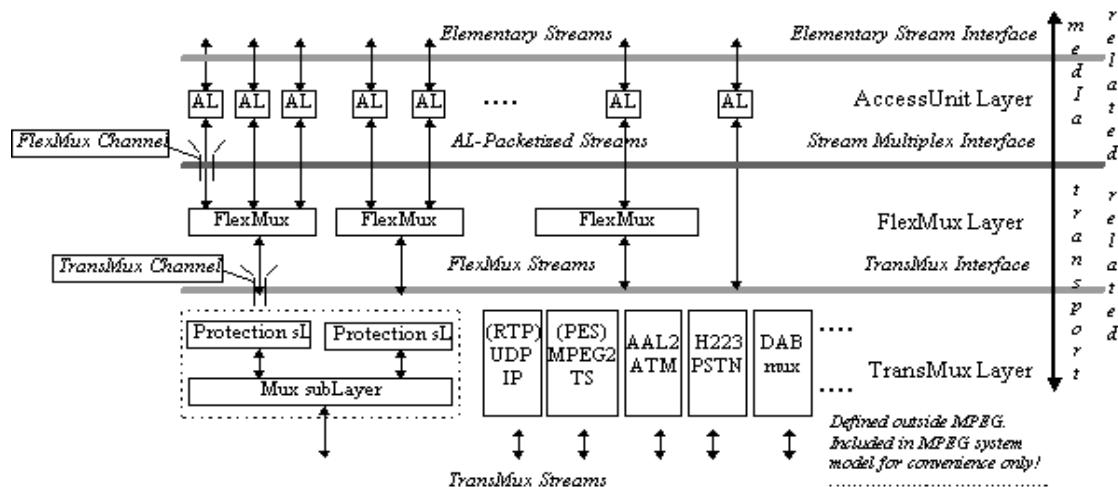 Elementary Streams
Elementary Stream Interface
AL AL AL AL AL .... AL AL
AccessUnit Layer
FlexMux Channel
AL-Packetized Streams
Stream Multiplex Interface
FlexMux
FlexMux
FlexMux
FlexMux Layer
TransMux Channel
FlexMux Streams
TransMux Interface
Protection sL
Protection sL
Mux subLayer
(RTP)
UDP
IP
(PES)
MPEG2
TS
AAL2
ATM
H223
PSTN
DAB
mux
....
....
TransMux Layer
Defined outside MPEG.
Included in MPEG system
model for convenience only!
TransMux Streams
medIa
related
transport
related